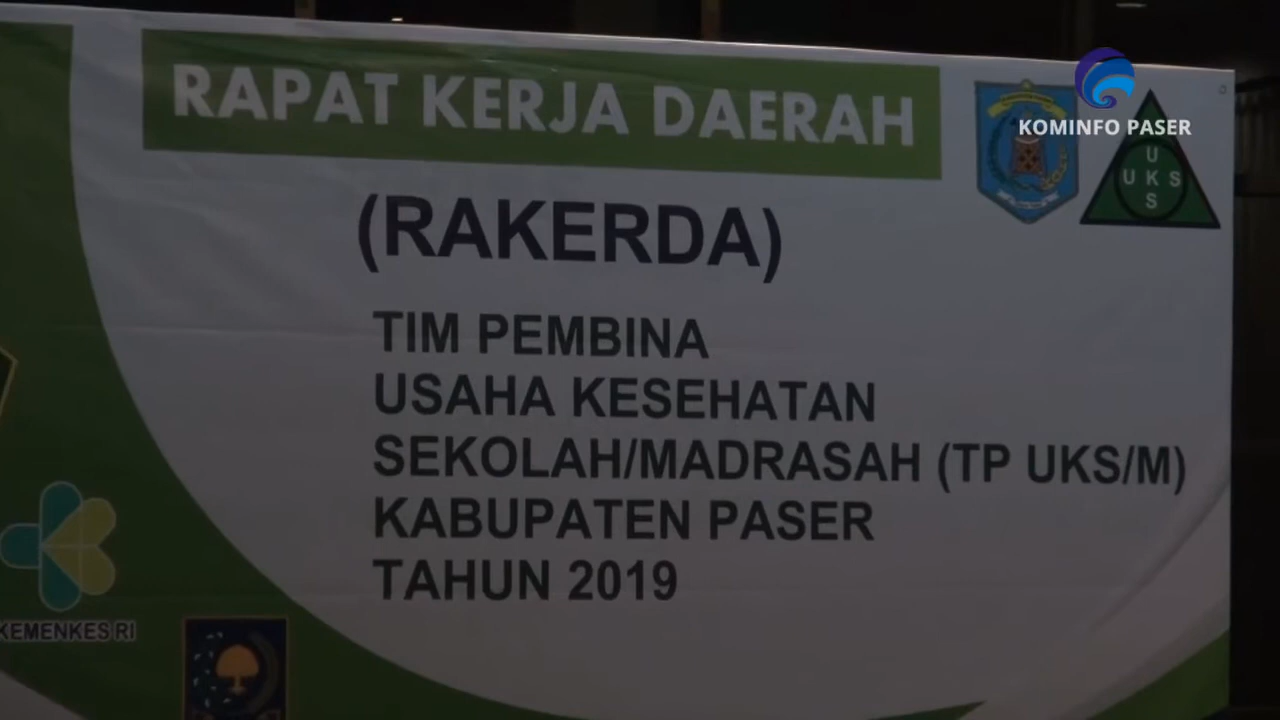 RAPAT KERJA DAERAH
KOMINFO PASER
U
UKS
S
(RAKERDA)
TIM PEMBINA
USAHA KESEHATAN
SEKOLAH/MADRASAH (TP UKS/M)
KABUPATEN PASER
TAHUN 2019
KEMENKES RI